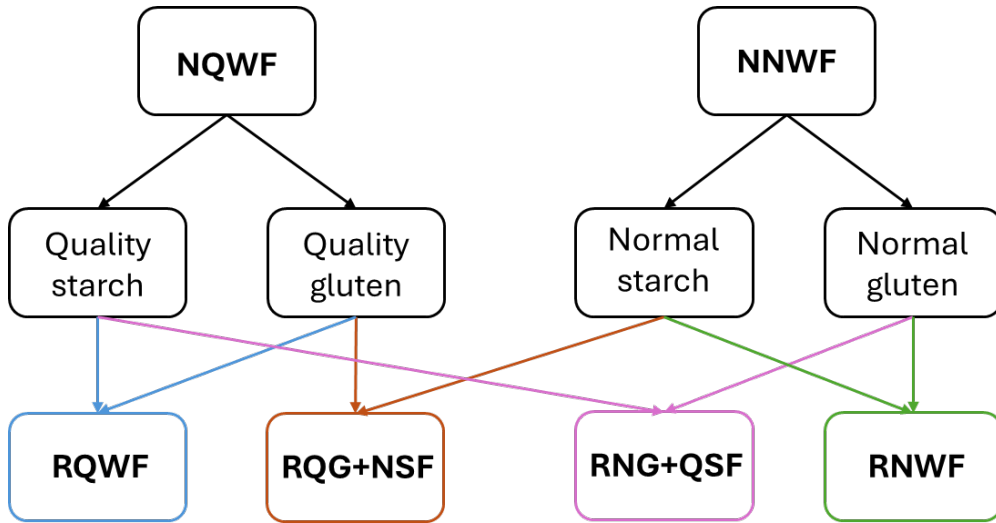 NQWF
NNWF
Quality
starch
Quality
gluten
Normal
starch
Normal
gluten
RQWF
RQG+NSF
RNG+QSF
RNWF